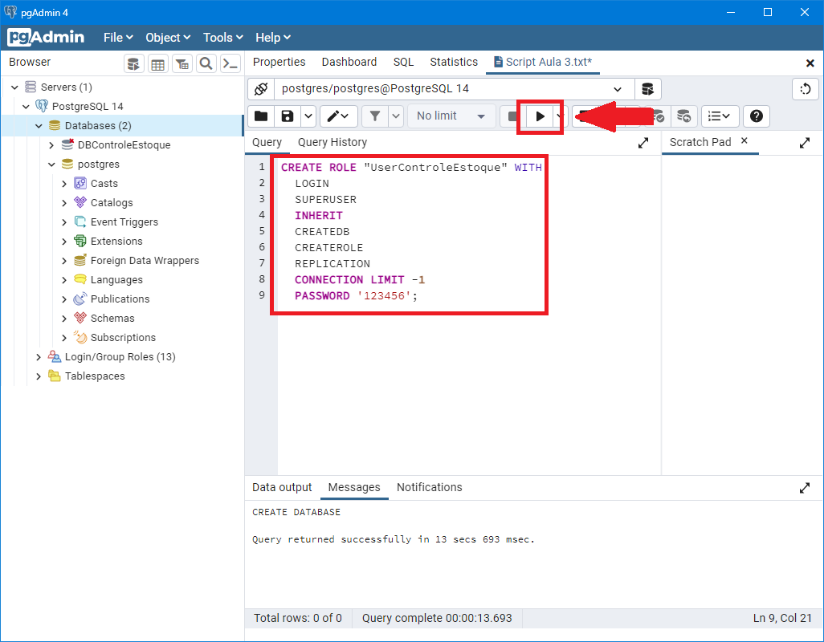 pgAdmin 4
pgAdmin File Object Tools Help
Browser
Properties Dashboard SQL Statistics Script Aula 3.txt*
Servers (1)
PostgreSQL 14
Databases (2)
DBControleEstoque
postgres
Casts
Catalogs
Event Triggers
Extensions
Foreign Data Wrappers
Languages
Publications
Schemas
Subscriptions
Login/Group Roles (13)
Tablespaces
postgres/postgres@PostgreSQL 14
No limit
Query Query History
Scratch Pad
1 CREATE ROLE "UserControleEstoque" WITH
2 LOGIN
3 SUPERUSER
4 INHERIT
5 CREATEDB
6 CREATEROLE
7 REPLICATION
8 CONNECTION LIMIT -1
9 PASSWORD '123456';
Data output Messages Notifications
CREATE DATABASE
Query returned successfully in 13 secs 693 msec.
Total rows: 0 of 0 Query complete 00:00:13.693 Ln 9, Col 21